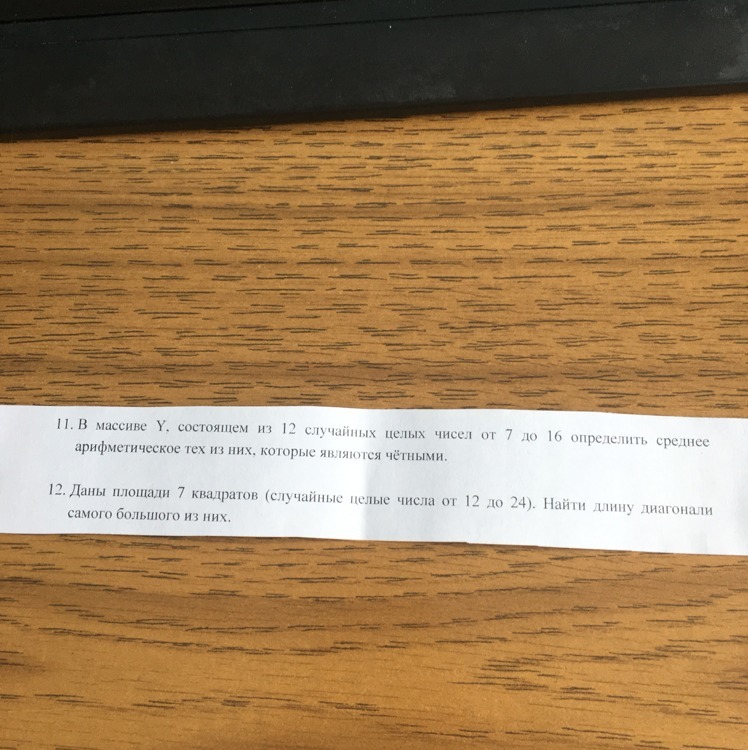 11. В массиве Y, состоящем из 12 случайных целых чисел от 7 до 16 определить среднее
арифметическое тех из них, которые являются чётными.
12. Даны площади 7 квадратов (случайные целые числа от 12 до 24). Найти длину диагонали
самого большого из них.